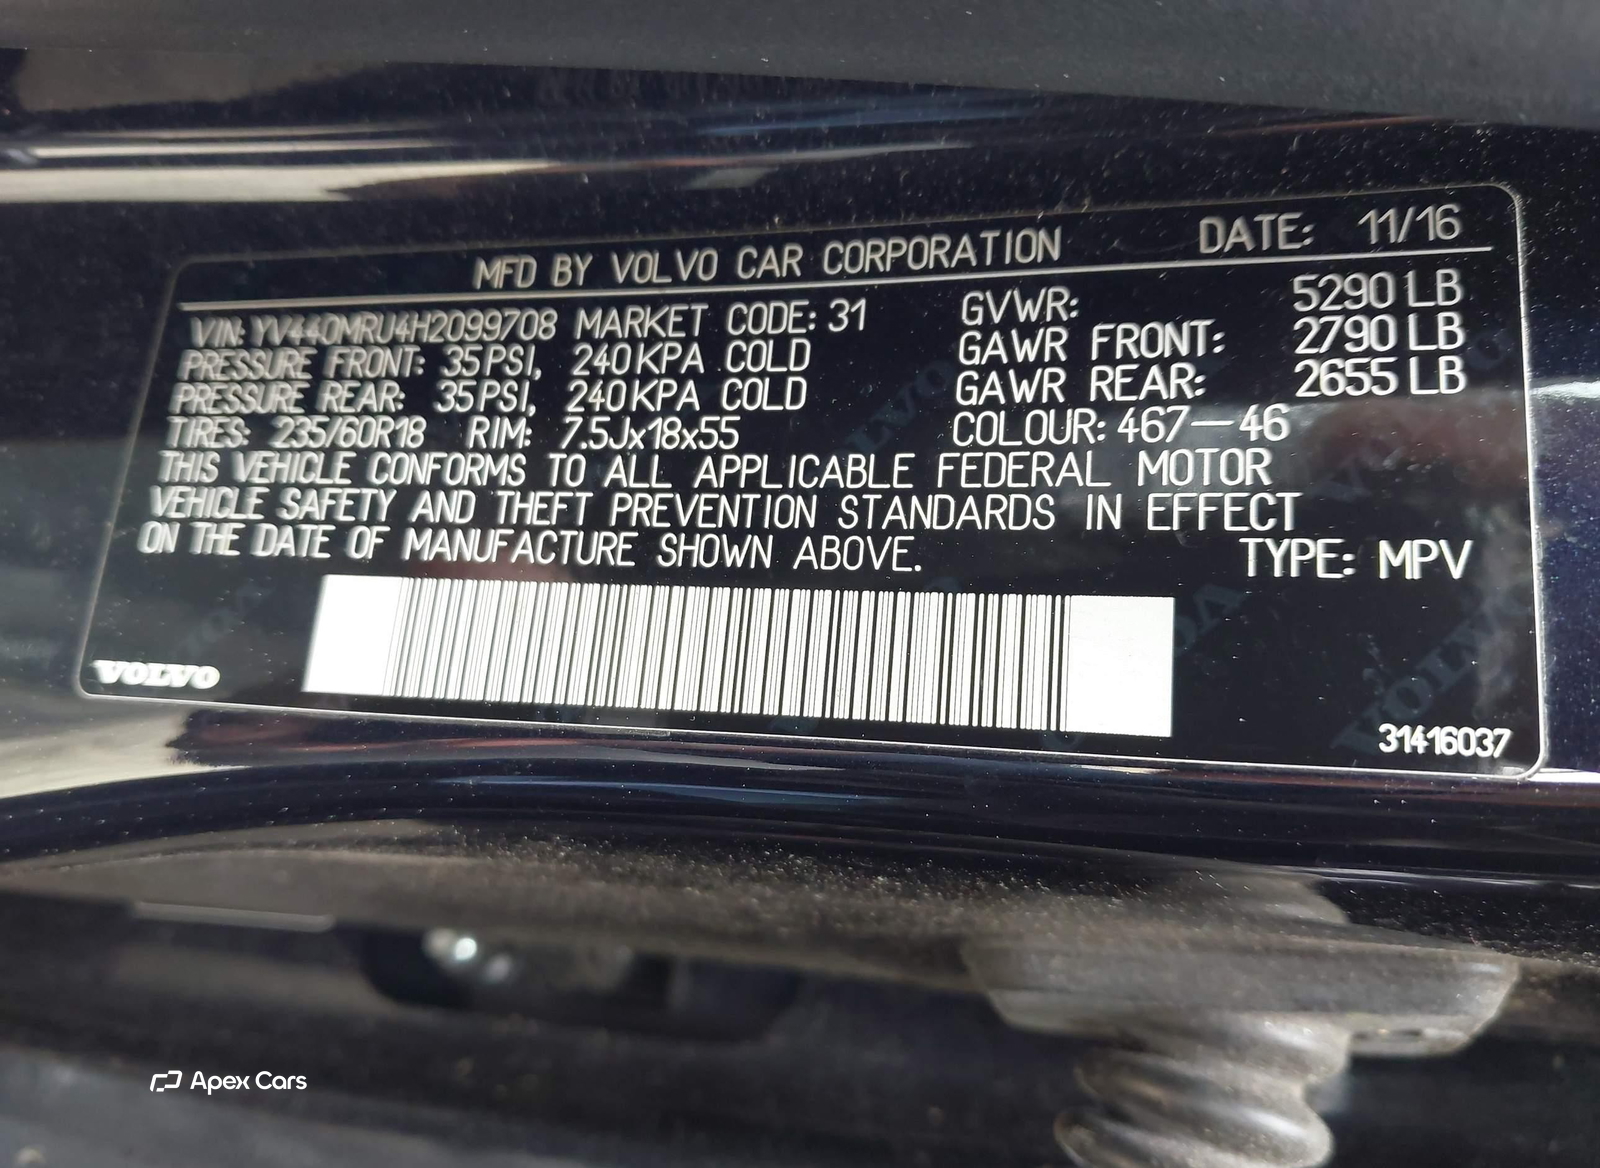 MFD BY VOLVO CAR CORPORATION DATE: 11/16
VIN: YV440MRU4H2099708 MARKET CODE: 31 GVWR: 5290 LB
PRESSURE FRONT: 35 PSI, 240 KPA COLD GAWR FRONT: 2790 LB
PRESSURE REAR: 35 PSI, 240 KPA COLD GAWR REAR: 2655 LB
TIRES: 235/60R18 RIM: 7.5Jx18x55 COLOUR: 467—46
THIS VEHICLE CONFORMS TO ALL APPLICABLE FEDERAL MOTOR
VEHICLE SAFETY AND THEFT PREVENTION STANDARDS IN EFFECT
ON THE DATE OF MANUFACTURE SHOWN ABOVE. TYPE: MPV
VOLVO
31416037
Apex Cars